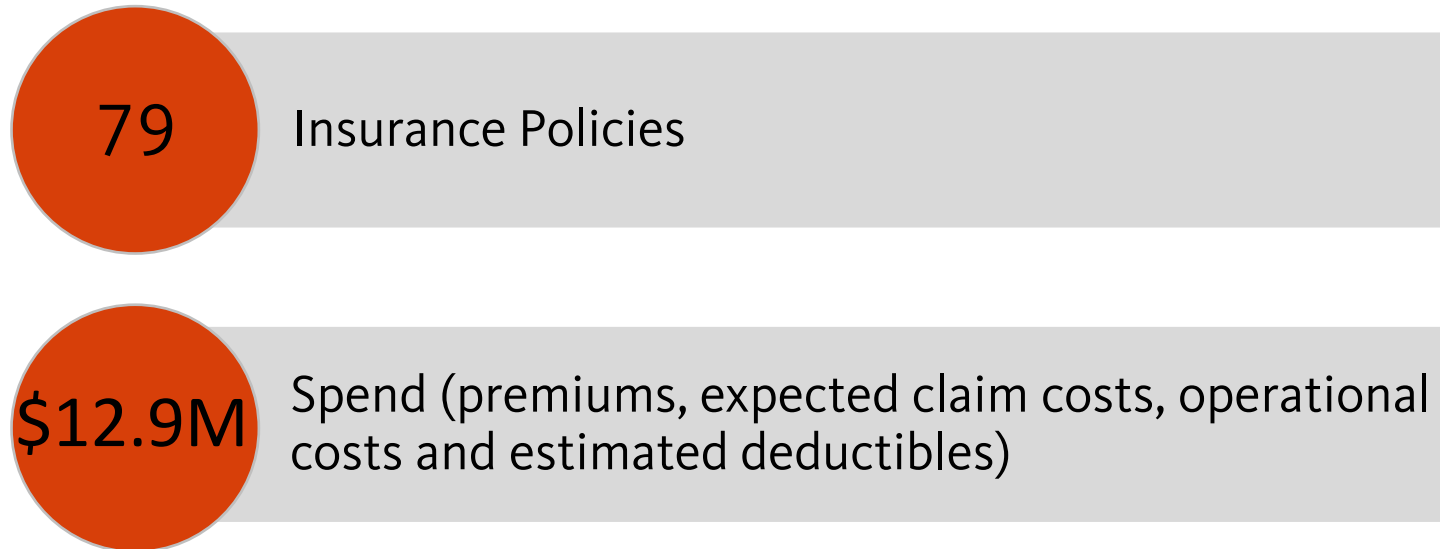 79
Insurance Policies
$12.9M
Spend (premiums, expected claim costs, operational
costs and estimated deductibles)